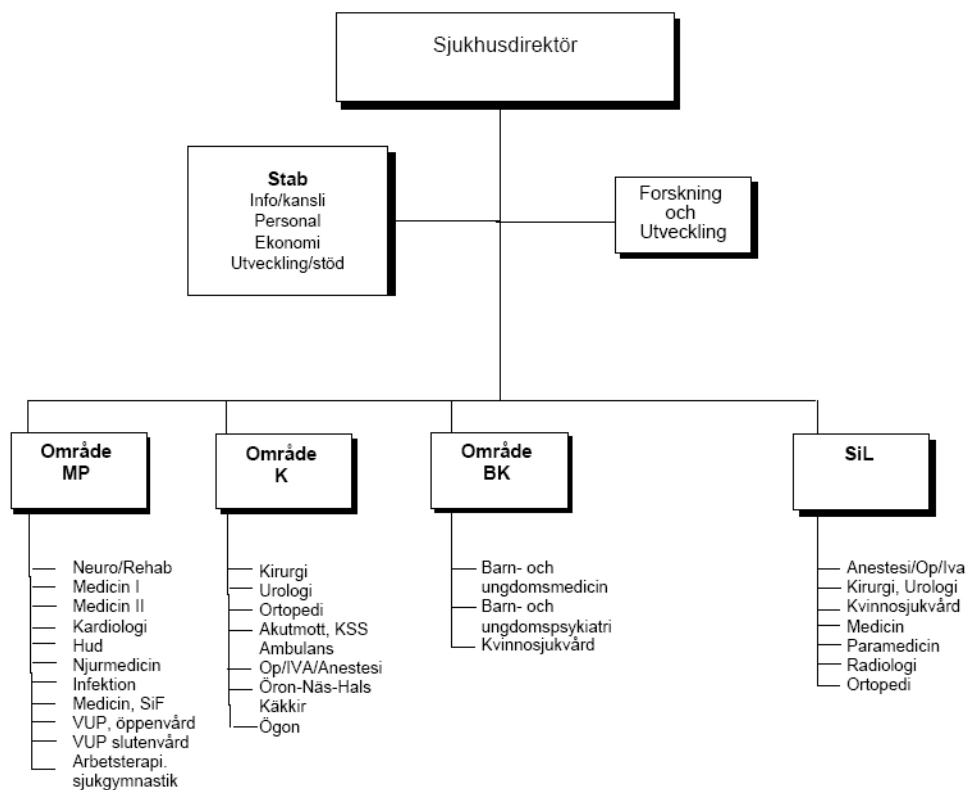 Sjukhusdirektör
Stab
Info/kansli
Personal
Ekonomi
Utveckling/stöd
Forskning
och
Utveckling
Område
MP
Neuro/Rehab
Medicin I
Medicin II
Kardiologi
Hud
Njurmedicin
Infektion
Medicin, SiF
VUP, öppenvård
VUP slutenvård
Arbetsterapi.
sjukgymnastik
Område
K
Kirurgi
Urologi
Ortopedi
Akutmott, KSS
Ambulans
Op/IVA/Anestesi
Öron-Näs-Hals
Käkkir
Ögon
Område
BK
Barn- och
ungdomsmedicin
Barn- och
ungdomspsykiatri
Kvinnosjukvård
SiL
Anestesi/Op/Iva
Kirurgi, Urologi
Kvinnosjukvård
Medicin
Paramedicin
Radiologi
Ortopedi